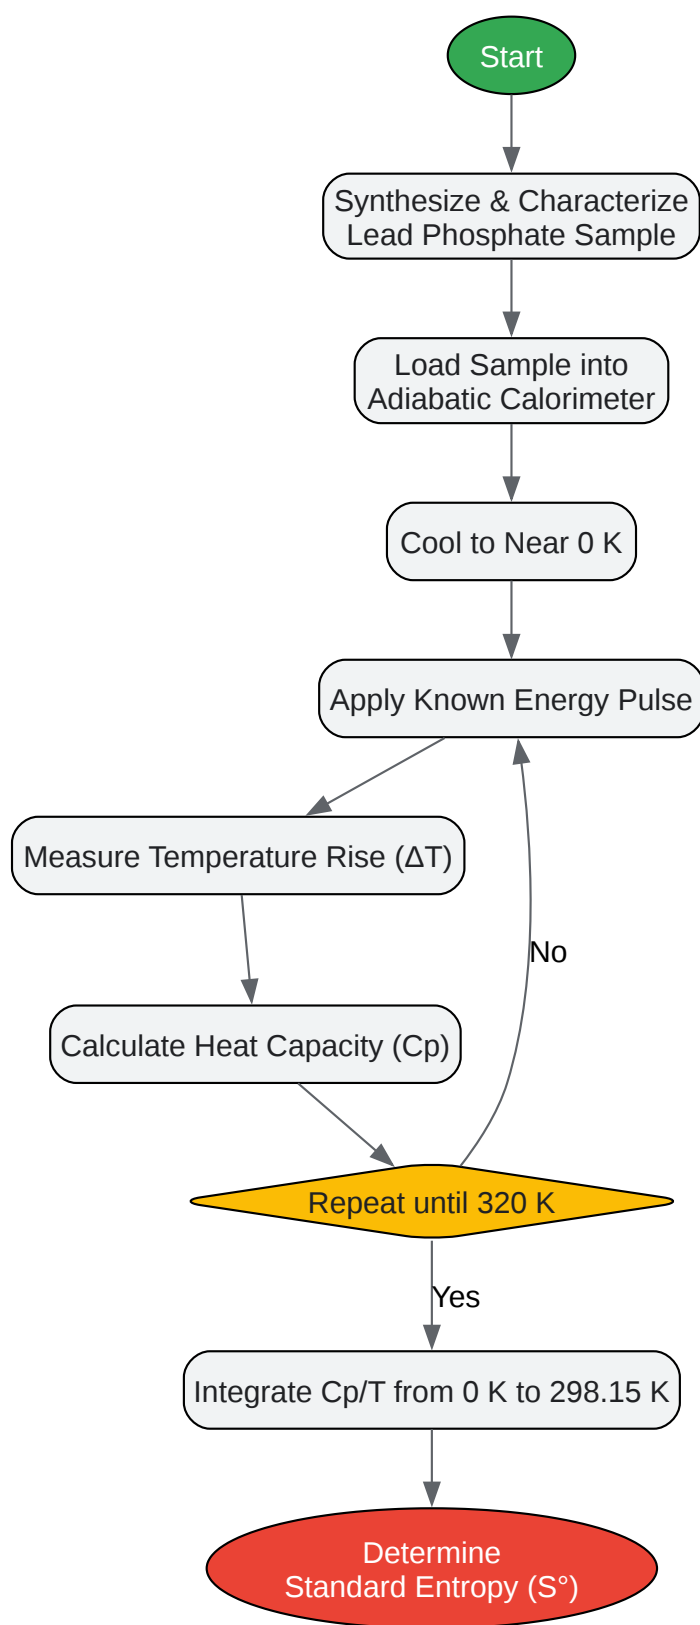 Start
Synthesize & Characterize
Lead Phosphate Sample
Load Sample into
Adiabatic Calorimeter
Cool to Near 0 K
Apply Known Energy Pulse
Measure Temperature Rise (ΔT)
No
Calculate Heat Capacity (Cp)
Repeat until 320 K
Yes
Integrate Cp/T from 0 K to 298.15 K
Determine
Standard Entropy (S°)